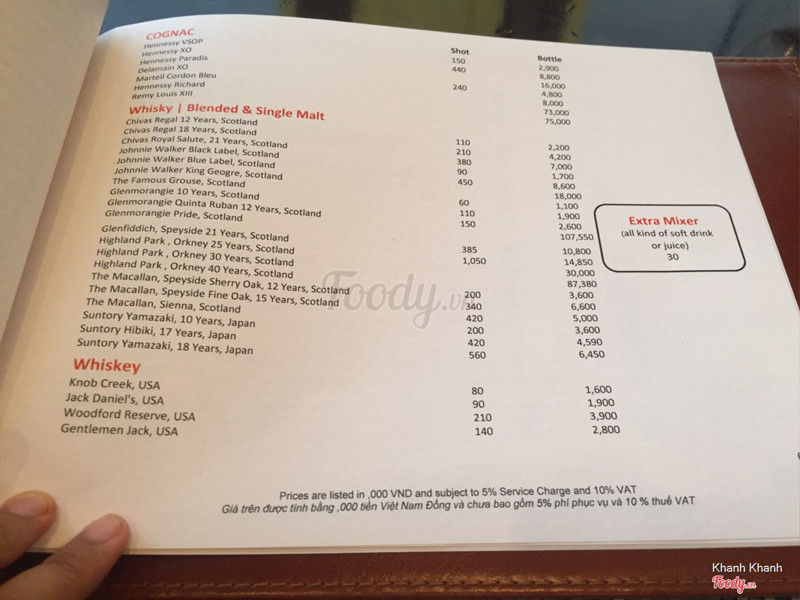 COGNAC Shot Bottle
Hennessy VSOP 150 2,900
Hennessy XO 440 8,800
Hennessy Paradis 16,000
Delamain XO 240 4,800
Martell Cordon Bleu 8,000
Hennessy Richard 73,000
Remy Louis XIII 75,000
Whisky | Blended & Single Malt
Chivas Regal 12 Years, Scotland 110 2,200
Chivas Regal 18 Years, Scotland 210 4,200
Chivas Royal Salute, 21 Years, Scotland 380 7,000
Johnnie Walker Black Label, Scotland 90 1,700
Johnnie Walker Blue Label, Scotland 450 8,600
Johnnie Walker King Geogre, Scotland 18,000
The Famous Grouse, Scotland 60 1,100
Glenmorangie 10 Years, Scotland 110 1,900
Glenmorangie Quinta Ruban 12 Years, Scotland 150 2,600
Glenmorangie Pride, Scotland 107,550
Glenfiddich, Speyside 21 Years, Scotland 385 10,800
Highland Park , Orkney 25 Years, Scotland 1,050 14,850
Highland Park , Orkney 30 Years, Scotland 30,000
Highland Park , Orkney 40 Years, Scotland 87,380
The Macallan, Speyside Sherry Oak, 12 Years, Scotland 200 3,600
The Macallan, Speyside Fine Oak, 15 Years, Scotland 340 6,600
The Macallan, Sienna, Scotland 420 5,000
Suntory Yamazaki, 10 Years, Japan 200 3,600
Suntory Hibiki, 17 Years, Japan 420 4,590
Suntory Yamazaki, 18 Years, Japan 560 6,450
Extra Mixer
(all kind of soft drink
or juice)
30
Whiskey
Knob Creek, USA 80 1,600
Jack Daniel's, USA 90 1,900
Woodford Reserve, USA 210 3,900
Gentlemen Jack, USA 140 2,800
Prices are listed in ,000 VND and subject to 5% Service Charge and 10% VAT
Giá trên được tính bằng ,000 tiền Việt Nam Đồng và chưa bao gồm 5% phí phục vụ và 10 % thuế VAT
Foody.vn
Khanh Khanh
Foody.vn